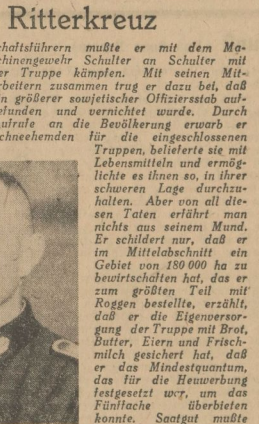 Ritterkreuz
chaftsführern mußte er mit dem Ma-
chinengewehr Schulter an Schulter mit
er Truppe kämpfen. Mit seinen Mit-
rbeitern zusammen trug er dazu bei, daß
in größerer sowjetischer Offiziersstab auf-
efunden und vernichtet wurde. Durch
ufrufe an die Bevölkerung erwarb er
chneehemden für die eingeschlossenen
Truppen, belieferte sie mit
Lebensmitteln und ermög-
lichte es ihnen so, in ihrer
schweren Lage durchzu-
halten. Aber von all die-
sen Taten erfährt man
nichts aus seinem Mund.
Er schildert nur, daß er
im Mittelabschnitt ein
Gebiet von 180 000 ha zu
bewirtschaften hat, das er
zum größten Teil mit
Roggen bestellte, erzählt,
daß er die Eigenversor-
gung der Truppe mit Brot,
Butter, Eiern und Frisch-
milch gesichert hat, daß
er das Mindestquantum,
das für die Heuwerbung
festgesetzt war, um das
Fünffache überbieten
konnte. Saatgut mußte